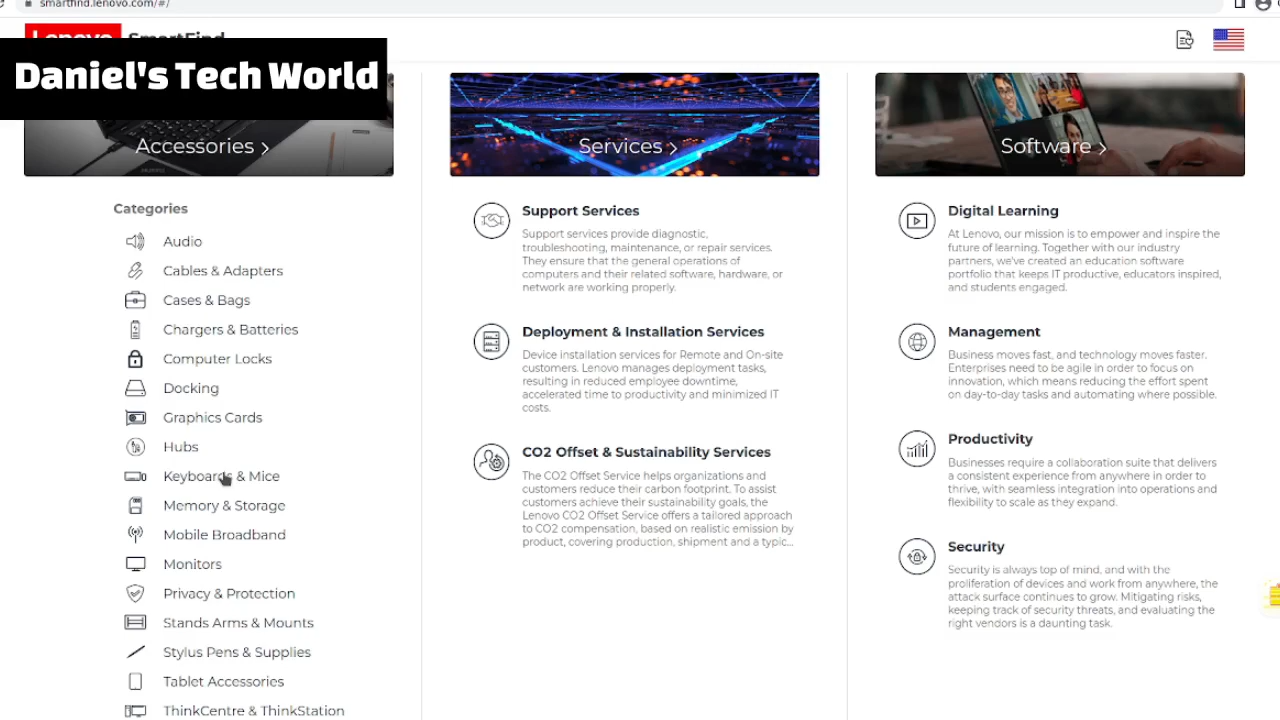 smartfind.lenovo.com/#/
Lenovo SmartFind
Daniel's Tech World
Accessories >
Categories
Audio
Cables & Adapters
Cases & Bags
Chargers & Batteries
Computer Locks
Docking
Graphics Cards
Hubs
Keyboards & Mice
Memory & Storage
Mobile Broadband
Monitors
Privacy & Protection
Stands Arms & Mounts
Stylus Pens & Supplies
Tablet Accessories
ThinkCentre & ThinkStation
Services >
Support Services
Support services provide diagnostic,
troubleshooting, maintenance, or repair services.
They ensure that the general operations of
computers and their related software, hardware, or
network are working properly.
Deployment & Installation Services
Device installation services for Remote and On-site
customers. Lenovo manages deployment tasks,
resulting in reduced employee downtime,
accelerated time to productivity and minimized IT
costs.
CO2 Offset & Sustainability Services
The CO2 Offset Service helps organizations and
customers reduce their carbon footprint. To assist
customers achieve their sustainability goals, the
Lenovo CO2 Offset Service offers a tailored approach
to CO2 compensation, based on realistic emission by
product, covering production, shipment and a typic...
Software >
Digital Learning
At Lenovo, our mission is to empower and inspire the
future of learning. Together with our industry
partners, we've created an education software
portfolio that keeps IT productive, educators inspired,
and students engaged.
Management
Business moves fast, and technology moves faster.
Enterprises need to be agile in order to focus on
innovation, which means reducing the effort spent
on day-to-day tasks and automating where possible.
Productivity
Businesses require a collaboration suite that delivers
a consistent experience from anywhere in order to
thrive, with seamless integration into operations and
flexibility to scale as they expand.
Security
Security is always top of mind, and with the
proliferation of devices and work from anywhere, the
attack surface continues to grow. Mitigating risks,
keeping track of security threats, and evaluating the
right vendors is a daunting task.